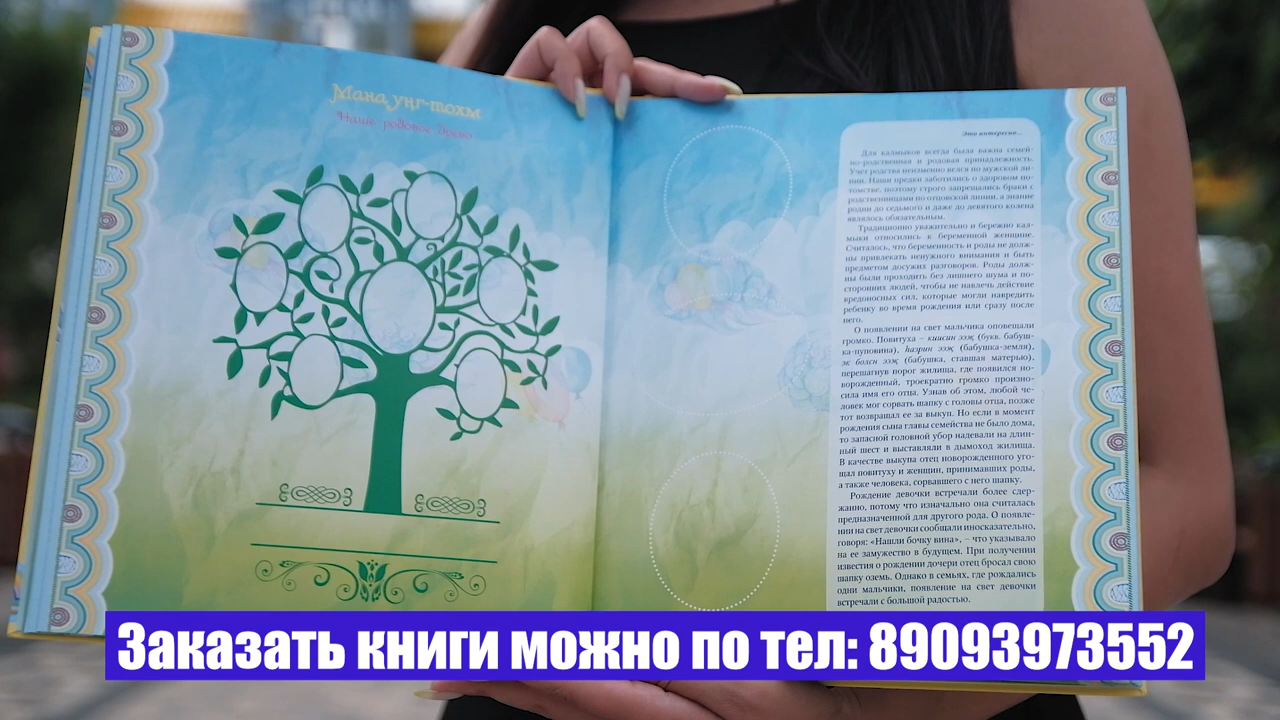 Мана уңг-тохм
Наше родовое древо
Это интересно...
Для калмыков всегда была важна семей-
но-родственная и родовая принадлежность.
Учет родства неизменно велся по мужской ли-
нии. Наши предки заботились о здоровом по-
томстве, поэтому строго запрещались браки с
родственницами по отцовской линии, а знание
родни до седьмого и даже до девятого колена
являлось обязательным.
Традиционно уважительно и бережно кал-
мыки относились к беременной женщине.
Считалось, что беременность и роды не долж-
ны привлекать ненужного внимания и быть
предметом досужих разговоров. Роды долж-
ны были проходить без лишнего шума и по-
сторонних людей, чтобы не навлечь действие
вредоносных сил, которые могли навредить
ребенку во время рождения или сразу после
него.
О появлении на свет мальчика оповещали
громко. Повитуха – киисин ээҗ (букв. бабуш-
ка-пуповина), һазрин ээҗ (бабушка-земля),
эк болсн ээҗ (бабушка, ставшая матерью),
перешагнув порог жилища, где появился но-
ворожденный, троекратно громко произно-
сила имя его отца. Узнав об этом, любой че-
ловек мог сорвать шапку с головы отца, позже
тот возвращал ее за выкуп. Но если в момент
рождения сына главы семейства не было дома,
то запасной головной убор надевали на длин-
ный шест и выставляли в дымоход жилища.
В качестве выкупа отец новорожденного уго-
щал повитуху и женщин, принимавших роды,
а также человека, сорвавшего с него шапку.
Рождение девочки встречали более сдер-
жанно, потому что изначально она считалась
предназначенной для другого рода. О появле-
нии на свет девочки сообщали иносказательно,
говоря: «Нашли бочку вина», – что указывало
на ее замужество в будущем. При получении
известия о рождении дочери отец бросал свою
шапку оземь. Однако в семьях, где рождались
одни мальчики, появление на свет девочки
встречали с большой радостью.
Заказать книги можно по тел: 89093973552